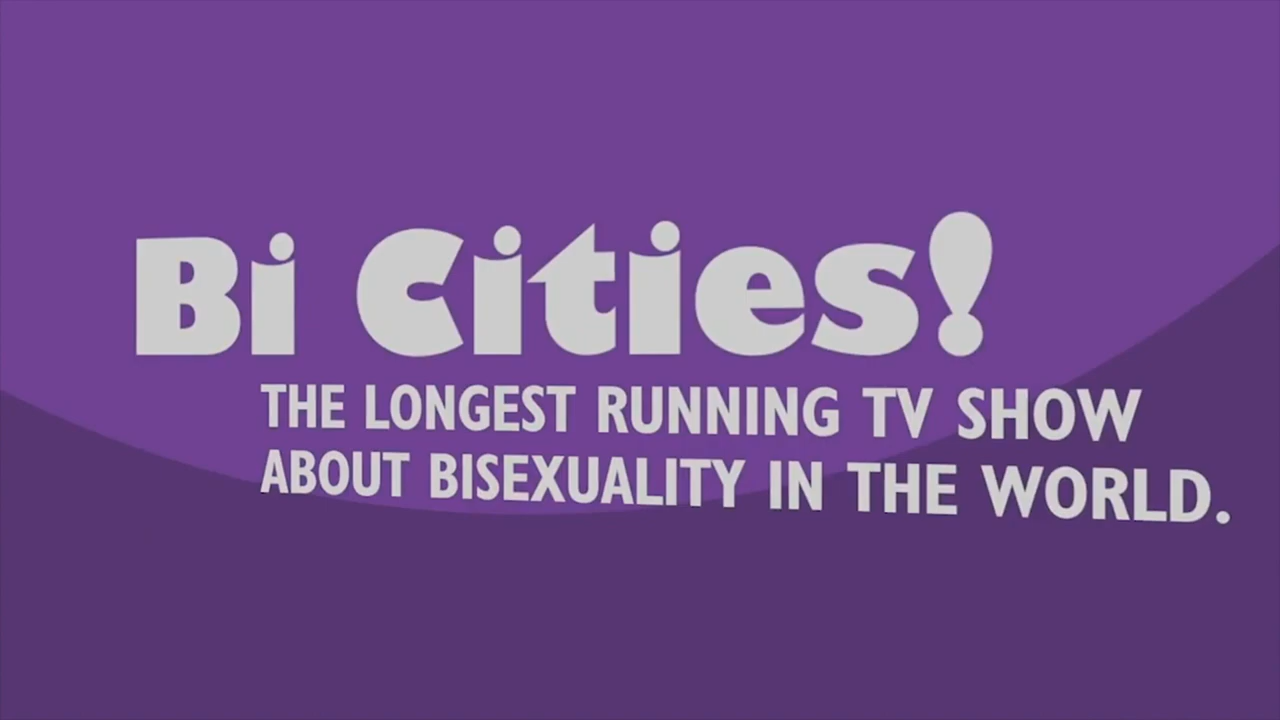 Bi Cities!
THE LONGEST RUNNING TV SHOW
ABOUT BISEXUALITY IN THE WORLD.